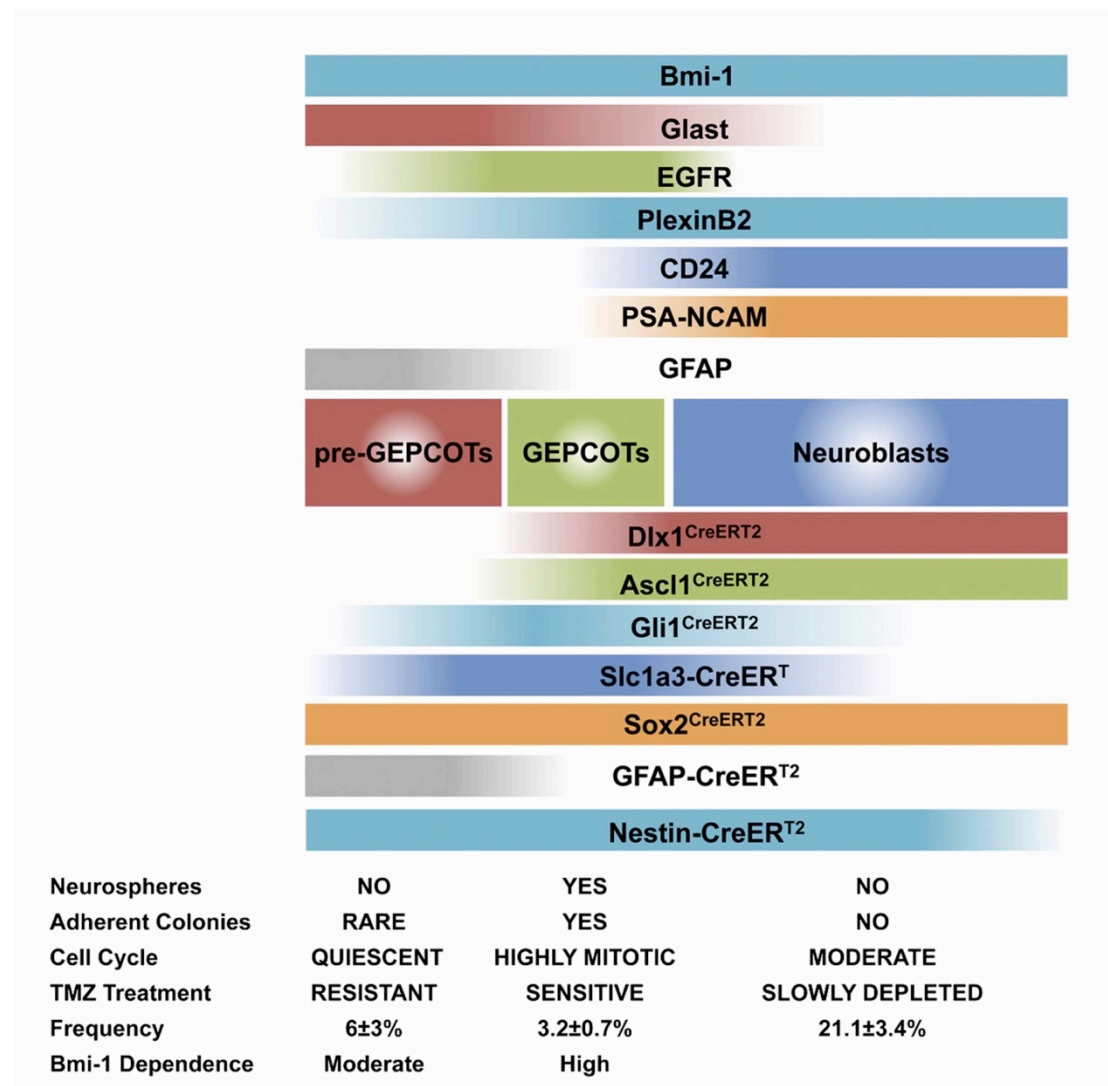 Bmi-1
Glast
EGFR
PlexinB2
CD24
PSA-NCAM
GFAP
pre-GEPCOTs GEPCOTs Neuroblasts
Dlx1CreERT2
Ascl1CreERT2
Gli1CreERT2
Slc1a3-CreERT
Sox2CreERT2
GFAP-CreERT2
Nestin-CreERT2
Neurospheres NO YES NO
Adherent Colonies RARE YES NO
Cell Cycle QUIESCENT HIGHLY MITOTIC MODERATE
TMZ Treatment RESISTANT SENSITIVE SLOWLY DEPLETED
Frequency 6±3% 3.2±0.7% 21.1±3.4%
Bmi-1 Dependence Moderate High